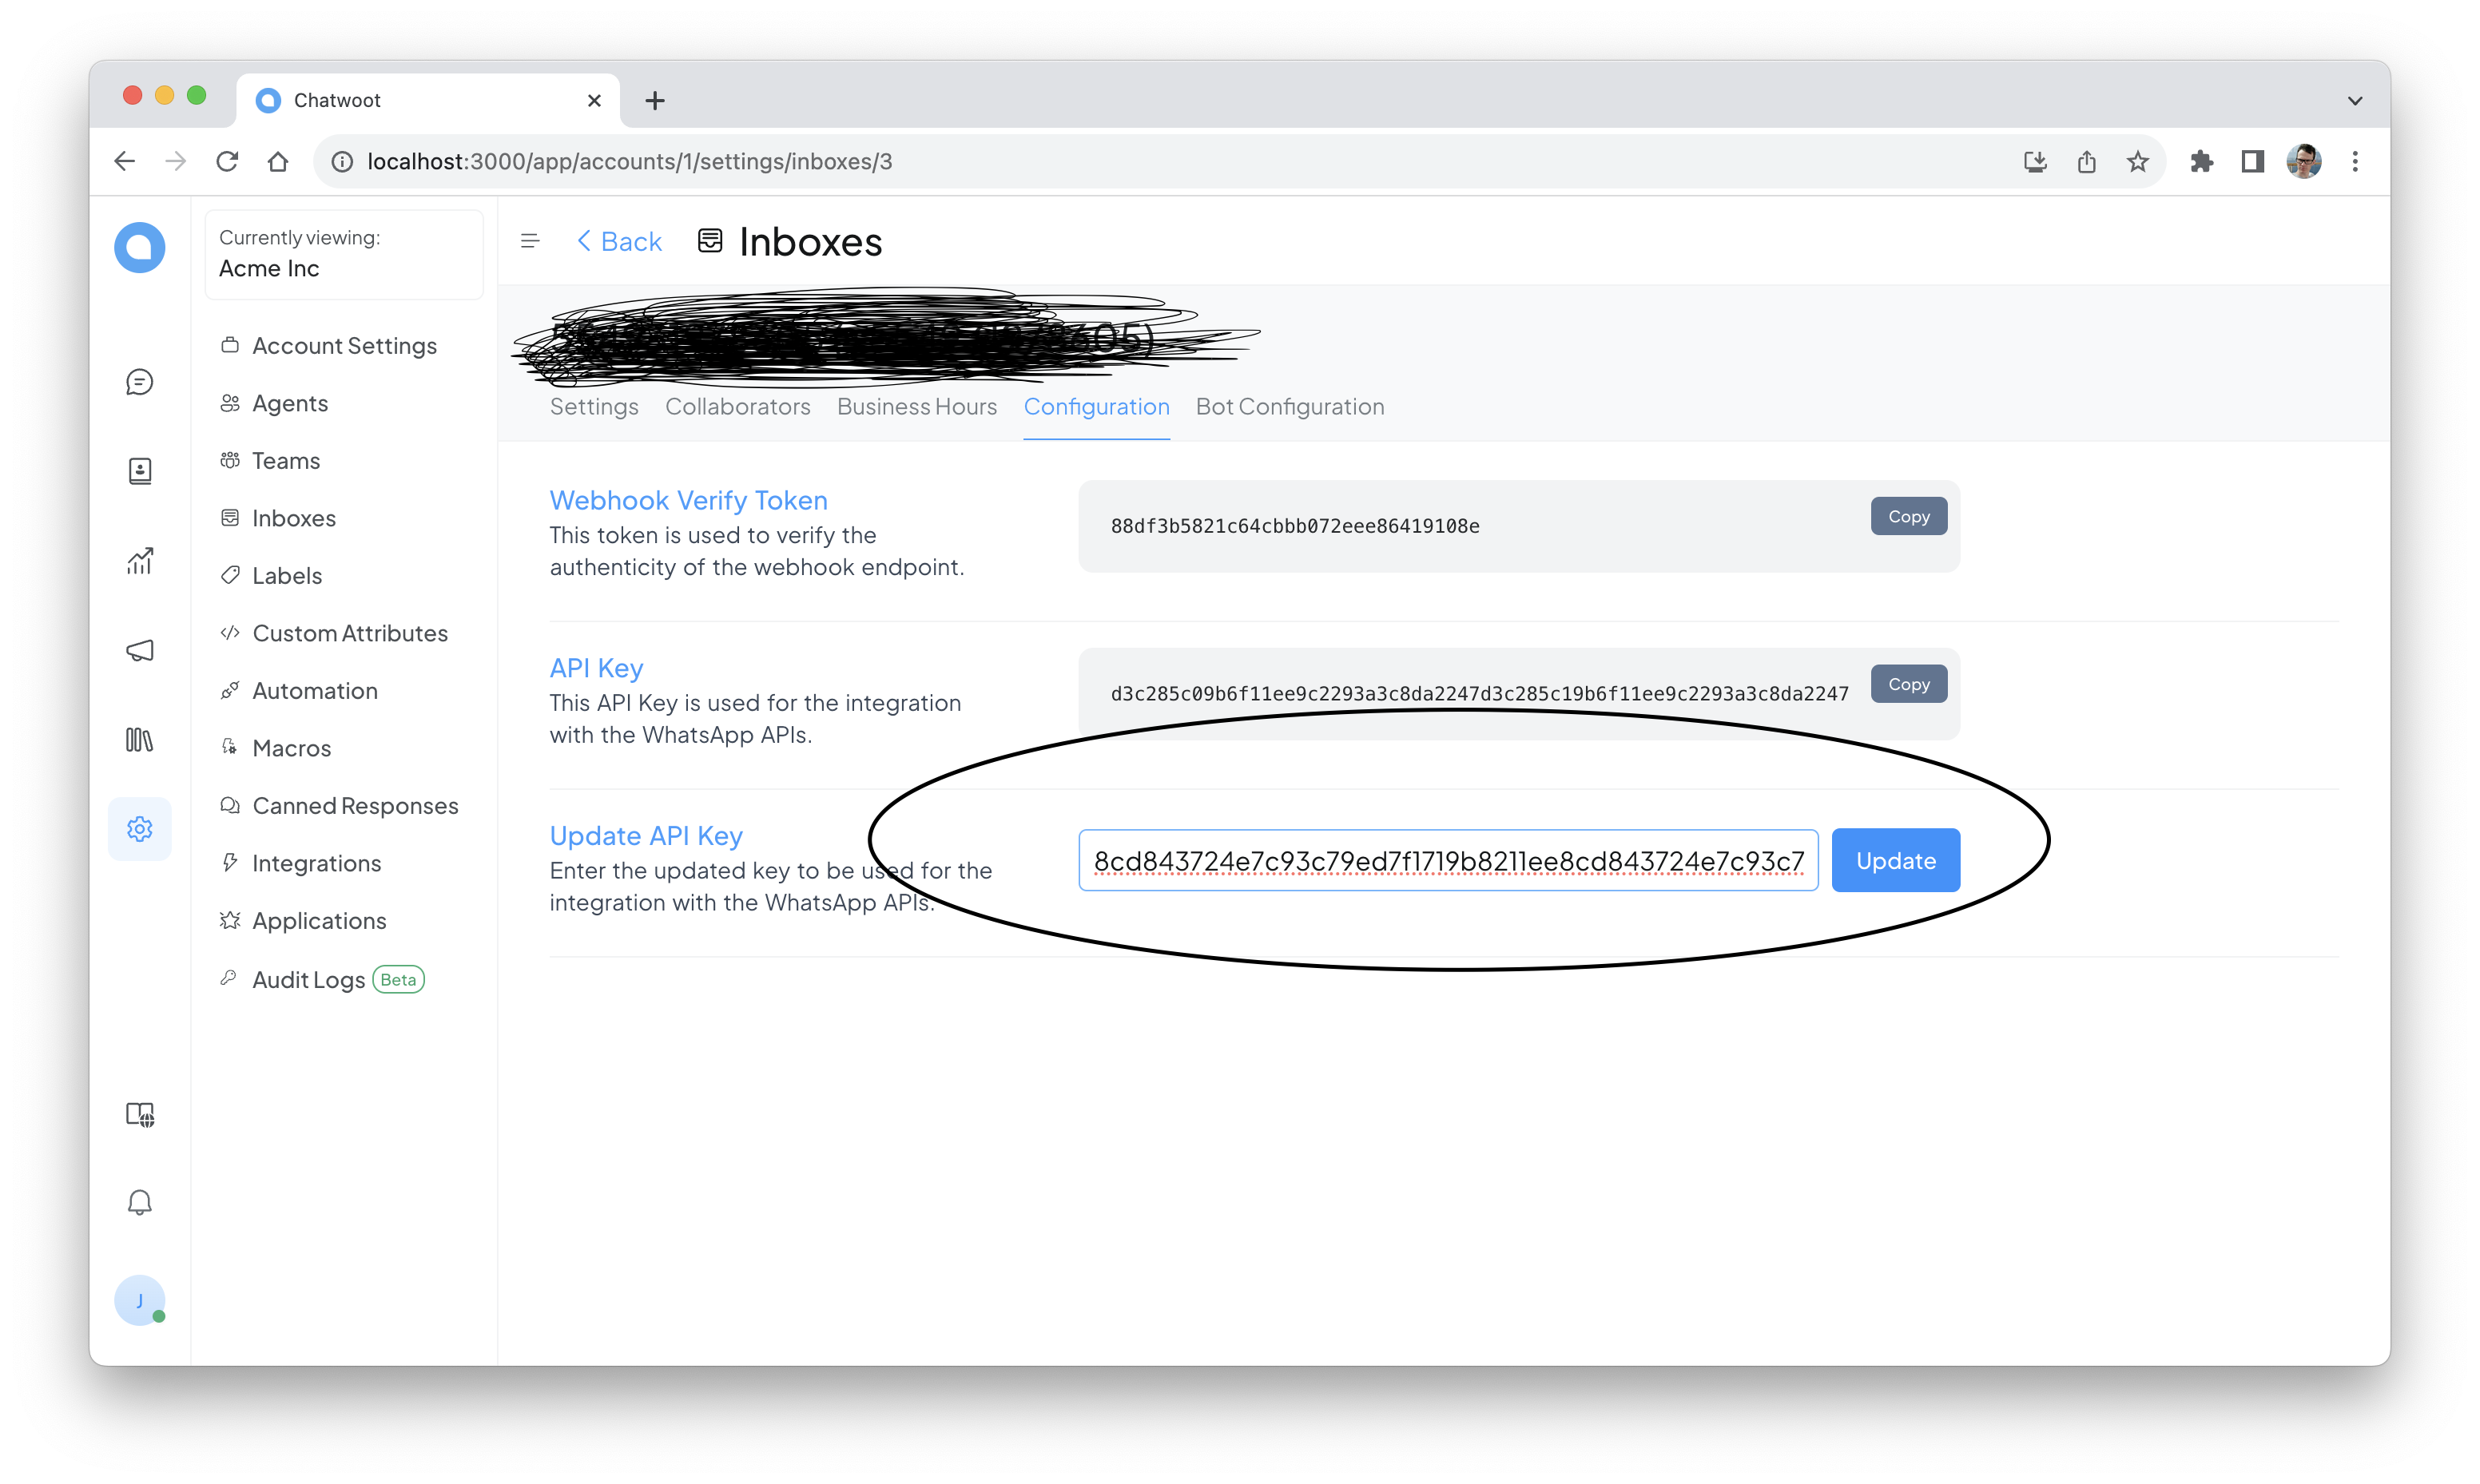 Chatwoot
localhost:3000/app/accounts/1/settings/inboxes/3
Currently viewing:
Acme Inc
Account Settings
Agents
Teams
Inboxes
Labels
Custom Attributes
Automation
Macros
Canned Responses
Integrations
Applications
Audit Logs Beta
J
Back Inboxes
Settings Collaborators Business Hours Configuration Bot Configuration
Webhook Verify Token
This token is used to verify the
authenticity of the webhook endpoint.
88df3b5821c64cbbb072eee86419108e
Copy
API Key
This API Key is used for the integration
with the WhatsApp APIs.
d3c285c09b6f11ee9c2293a3c8da2247d3c285c19b6f11ee9c2293a3c8da2247
Copy
Update API Key
Enter the updated key to be used for the
integration with the WhatsApp APIs.
8cd843724e7c93c79ed7f1719b8211ee8cd843724e7c93c7
Update